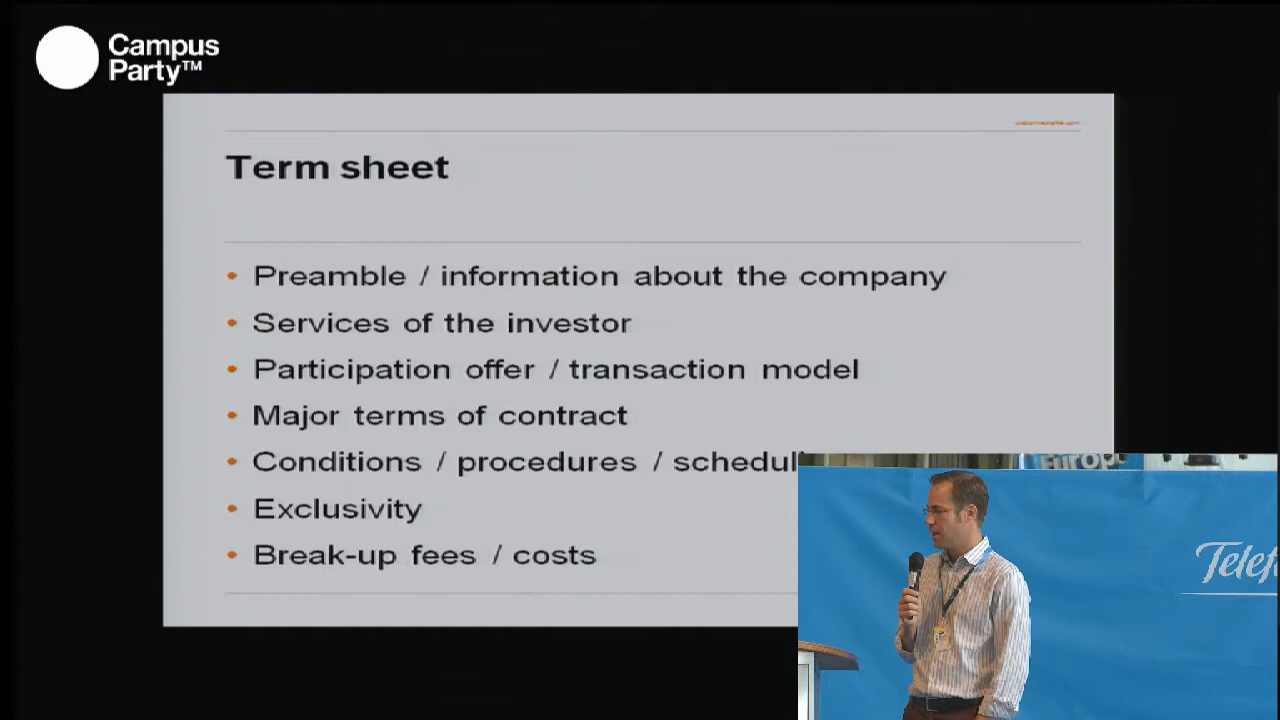 Campus
Party™
Term sheet
• Preamble / information about the company
• Services of the investor
• Participation offer / transaction model
• Major terms of contract
• Conditions / procedures / schedul
• Exclusivity
• Break-up fees / costs
Europe
Telef